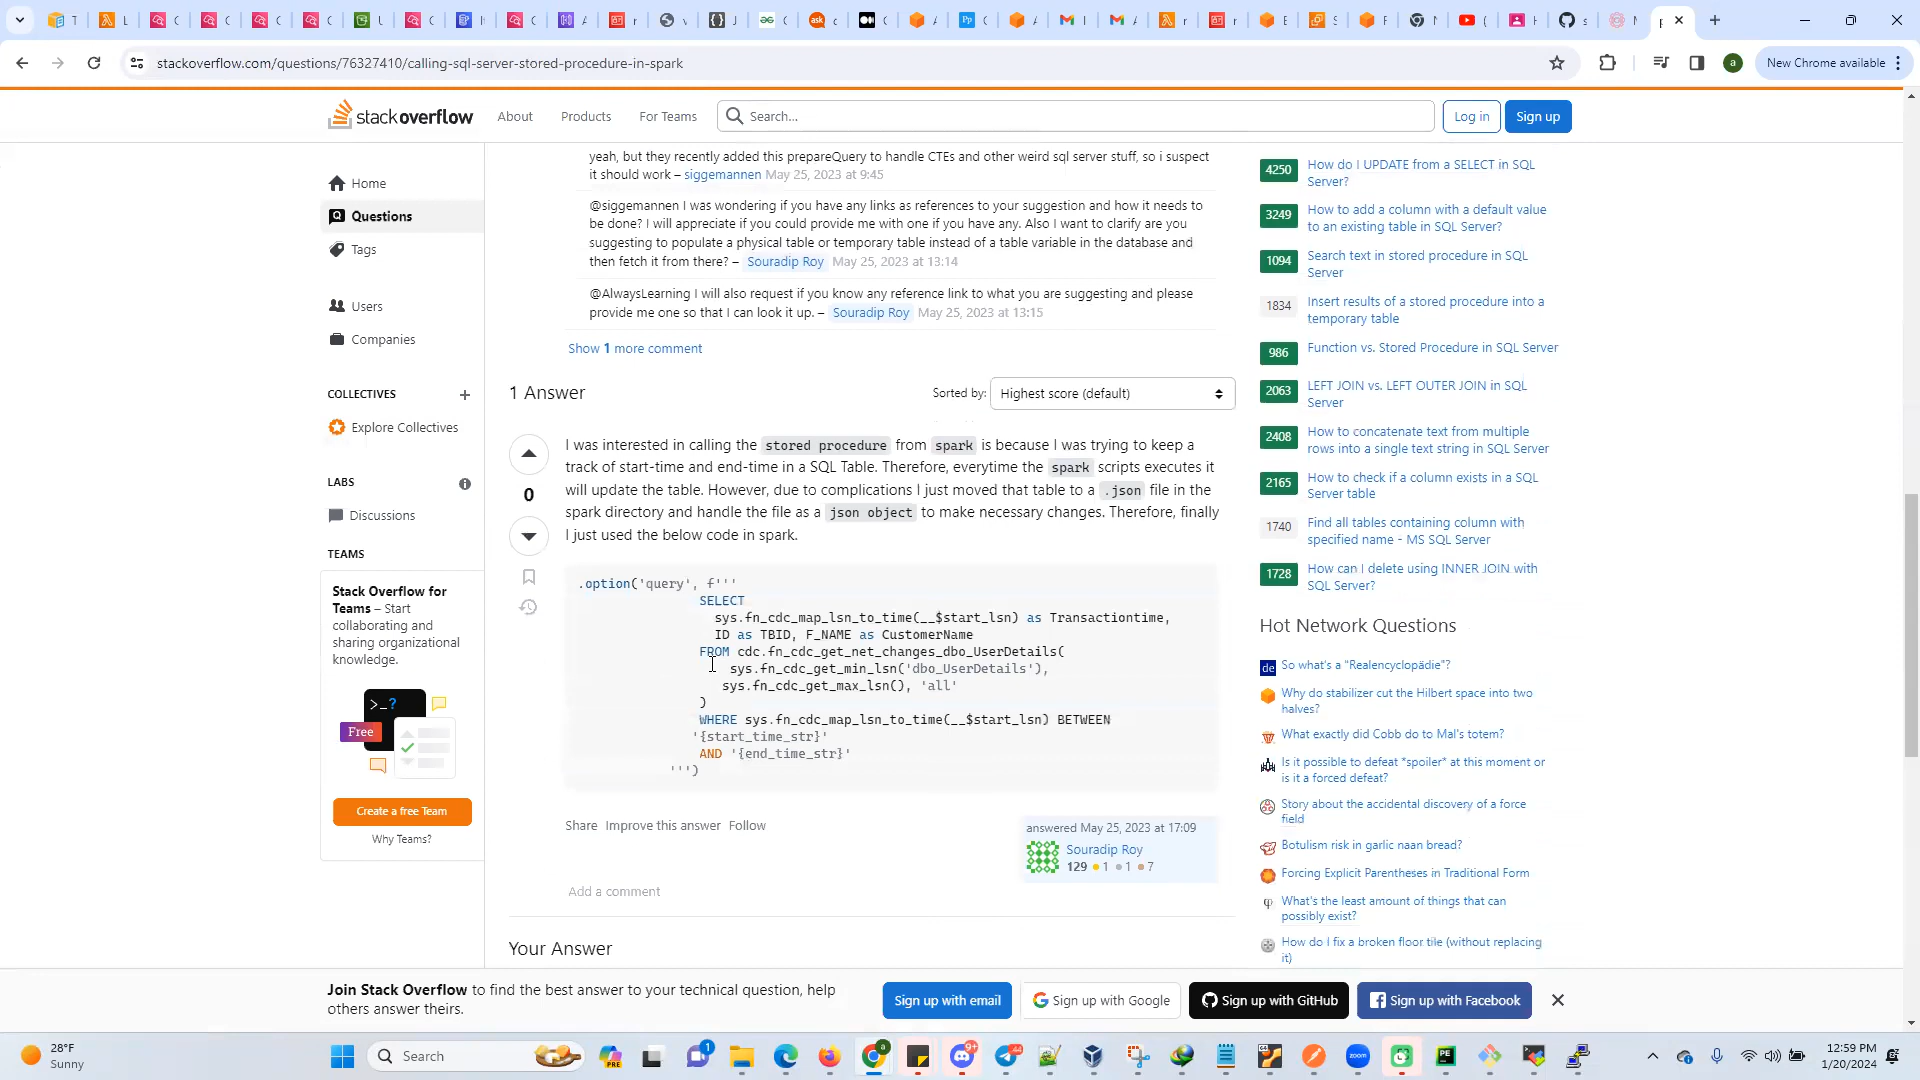 stackoverflow.com/questions/76327410/calling-sql-server-stored-procedure-in-spark
New Chrome available
stackoverflow
About
Products
For Teams
Search...
Log in
Sign up
Home
Questions
Tags
Users
Companies
COLLECTIVES
Explore Collectives
LABS
Discussions
TEAMS
Stack Overflow for
Teams – Start
collaborating and
sharing organizational
knowledge.
>_?
Free
Create a free Team
Why Teams?
yeah, but they recently added this prepareQuery to handle CTEs and other weird sql server stuff, so i suspect
it should work – siggemannen May 25, 2023 at 9:45
@siggemannen I was wondering if you have any links as references to your suggestion and how it needs to
be done? I will appreciate if you could provide me with one if you have any. Also I want to clarify are you
suggesting to populate a physical table or temporary table instead of a table variable in the database and
then fetch it from there? – Souradip Roy May 25, 2023 at 13:14
@AlwaysLearning I will also request if you know any reference link to what you are suggesting and please
provide me one so that I can look it up. – Souradip Roy May 25, 2023 at 13:15
Show 1 more comment
1 Answer
Sorted by: Highest score (default)
0
I was interested in calling the stored procedure from spark is because I was trying to keep a
track of start-time and end-time in a SQL Table. Therefore, everytime the spark scripts executes it
will update the table. However, due to complications I just moved that table to a .json file in the
spark directory and handle the file as a json object to make necessary changes. Therefore, finally
I just used the below code in spark.
.option('query', f'''
SELECT
sys.fn_cdc_map_lsn_to_time(__$start_lsn) as Transactiontime,
ID as TBID, F_NAME as CustomerName
FROM cdc.fn_cdc_get_net_changes_dbo_UserDetails(
sys.fn_cdc_get_min_lsn('dbo_UserDetails'),
sys.fn_cdc_get_max_lsn(), 'all'
)
WHERE sys.fn_cdc_map_lsn_to_time(__$start_lsn) BETWEEN
'{start_time_str}'
AND '{end_time_str}'
''')
Share Improve this answer Follow
answered May 25, 2023 at 17:09
Souradip Roy
129 1 1 7
Add a comment
Your Answer
4250 How do I UPDATE from a SELECT in SQL
Server?
3249 How to add a column with a default value
to an existing table in SQL Server?
1094 Search text in stored procedure in SQL
Server
1834 Insert results of a stored procedure into a
temporary table
986 Function vs. Stored Procedure in SQL Server
2063 LEFT JOIN vs. LEFT OUTER JOIN in SQL
Server
2408 How to concatenate text from multiple
rows into a single text string in SQL Server
2165 How to check if a column exists in a SQL
Server table
1740 Find all tables containing column with
specified name - MS SQL Server
1728 How can I delete using INNER JOIN with
SQL Server?
Hot Network Questions
de So what's a "Realencyclopädie"?
Why do stabilizer cut the Hilbert space into two
halves?
What exactly did Cobb do to Mal's totem?
Is it possible to defeat *spoiler* at this moment or
is it a forced defeat?
Story about the accidental discovery of a force
field
Botulism risk in garlic naan bread?
Forcing Explicit Parentheses in Traditional Form
What's the least amount of things that can
possibly exist?
How do I fix a broken floor tile (without replacing
it)
Join Stack Overflow to find the best answer to your technical question, help
others answer theirs.
Sign up with email
Sign up with Google
Sign up with GitHub
Sign up with Facebook
28°F
Sunny
Search
12:59 PM
1/20/2024